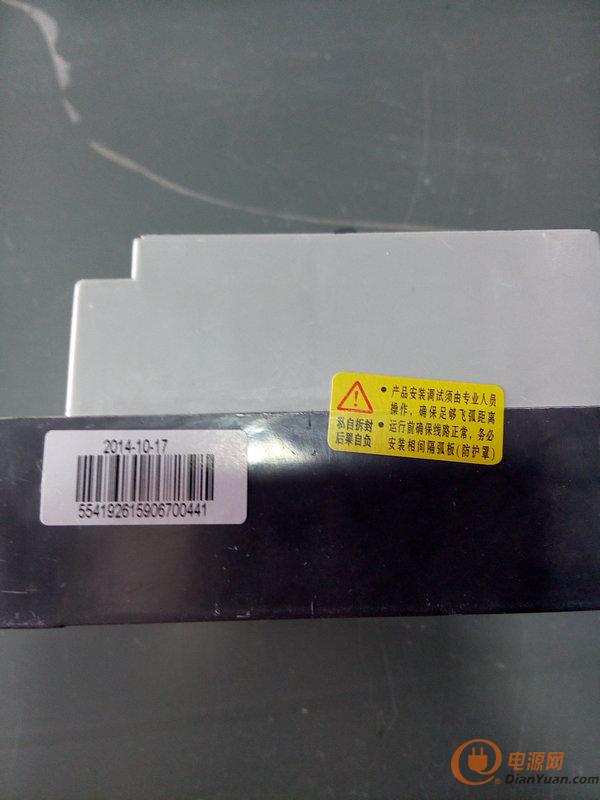 ● 产品安装调试须由专业人员
操作,确保足够飞弧距离
私自拆封
后果自负
● 运行前确保线路正常,务必
安装相间隔弧板(防护罩)
2014-10-17
554192615906700441
电源网
DianYuan.com